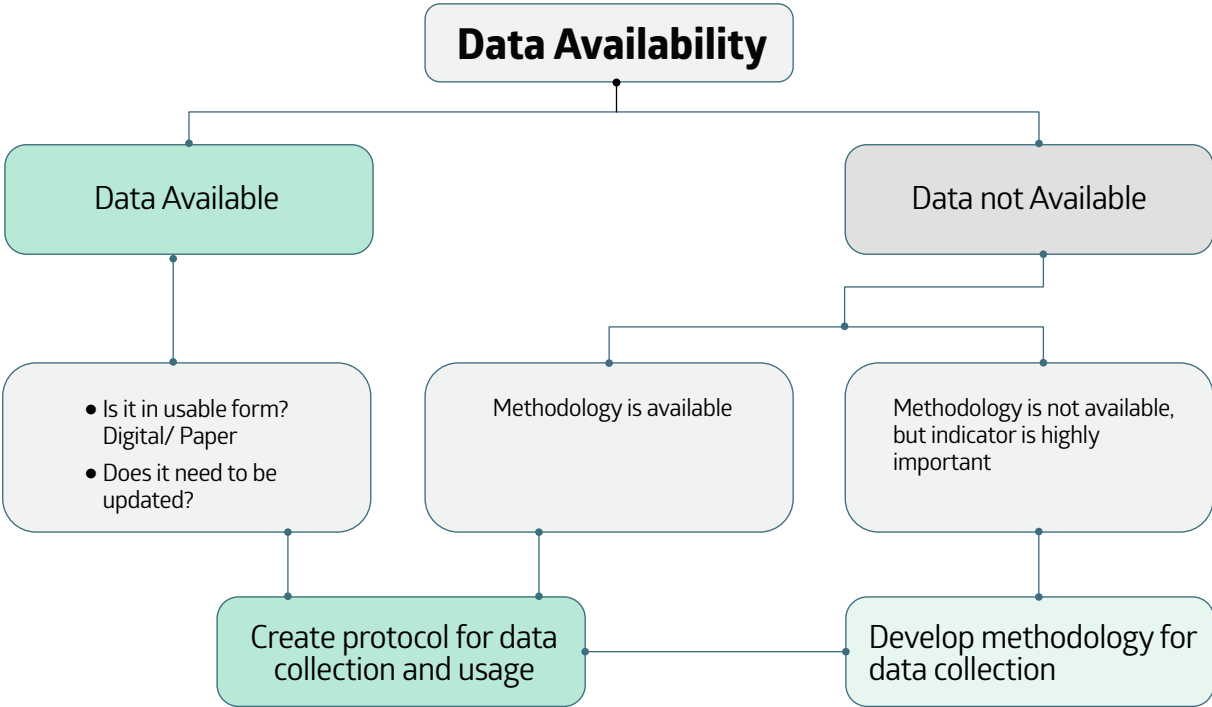 Data Availability
Data Available
Data not Available
● Is it in usable form?
Digital/ Paper
● Does it need to be
updated?
Methodology is available
Methodology is not available,
but indicator is highly
important
Create protocol for data
collection and usage
Develop methodology for
data collection